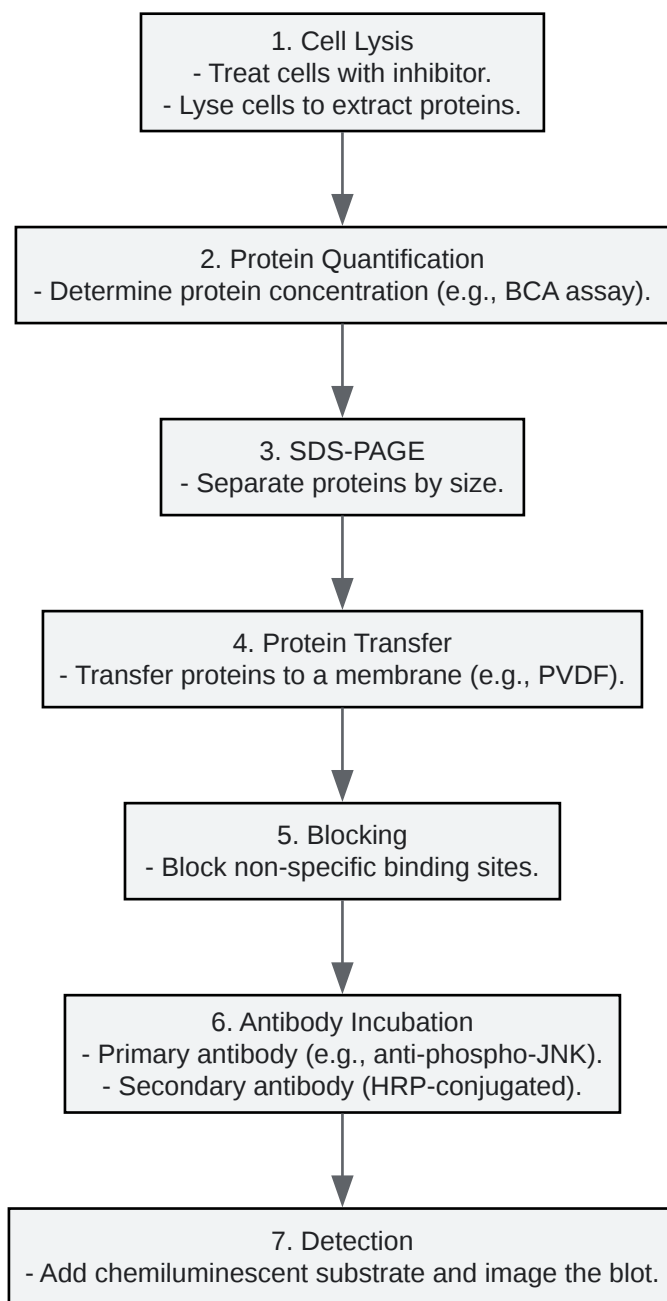 1. Cell Lysis
- Treat cells with inhibitor.
- Lyse cells to extract proteins.
2. Protein Quantification
- Determine protein concentration (e.g., BCA assay).
3. SDS-PAGE
- Separate proteins by size.
4. Protein Transfer
- Transfer proteins to a membrane (e.g., PVDF).
5. Blocking
- Block non-specific binding sites.
6. Antibody Incubation
- Primary antibody (e.g., anti-phospho-JNK).
- Secondary antibody (HRP-conjugated).
7. Detection
- Add chemiluminescent substrate and image the blot.